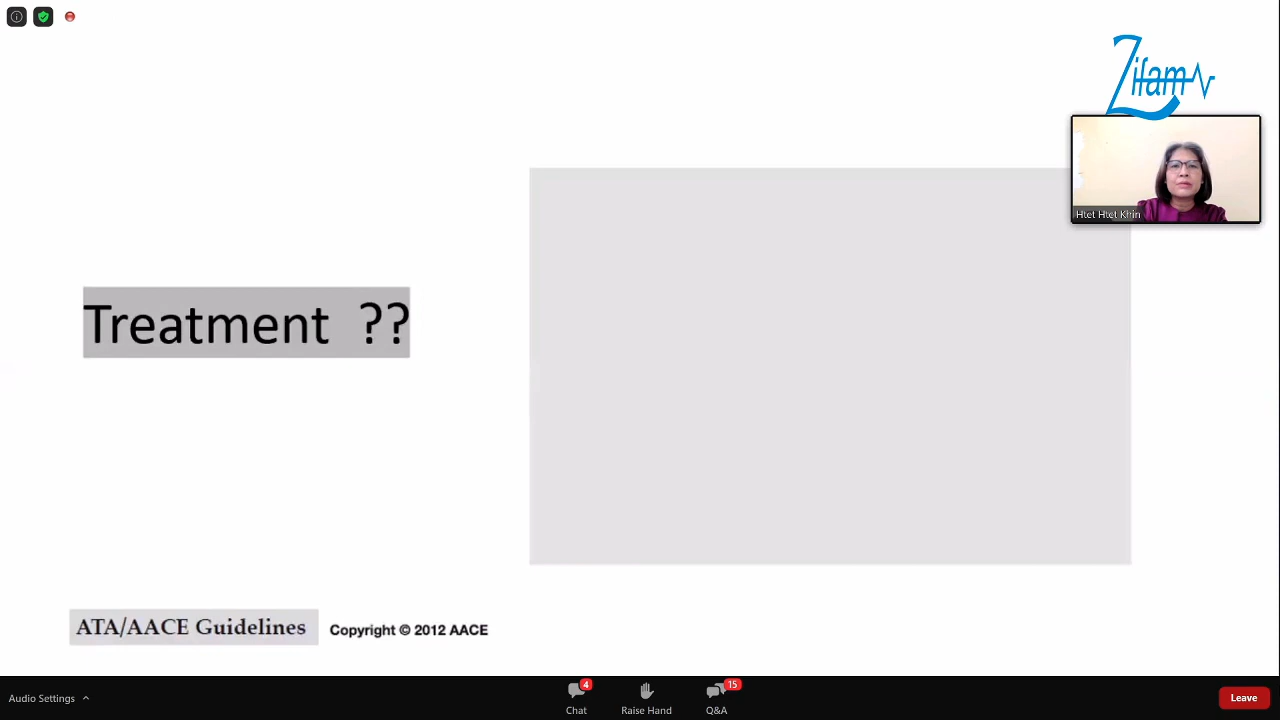 Zifam
Htet Htet Khin
Treatment ??
ATA/AACE Guidelines
Copyright © 2012 AACE
Audio Settings
4
Chat
Raise Hand
15
Q&A
Leave